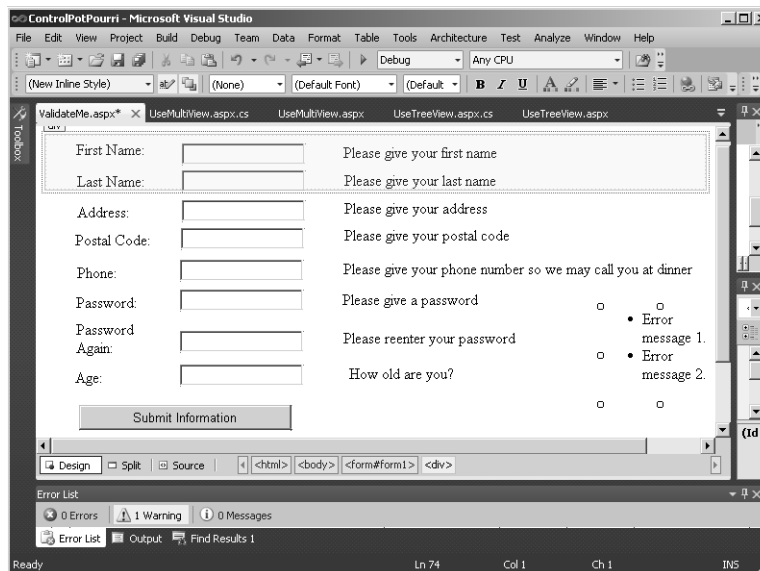 ControlPotPourri - Microsoft Visual Studio
File Edit View Project Build Debug Team Data Format Table Tools Architecture Test Analyze Window Help
Debug Any CPU
(New Inline Style) (None) (Default Font) (Default B I U A
ValidateMe.aspx* UseMultiView.aspx.cs UseMultiView.aspx UseTreeView.aspx.cs UseTreeView.aspx
Toolbox
div
First Name: Please give your first name
Last Name: Please give your last name
Address: Please give your address
Postal Code: Please give your postal code
Phone: Please give your phone number so we may call you at dinner
Password: Please give a password
• Error
message 1.
Password
Again: Please reenter your password
• Error
message 2.
Age: How old are you?
Submit Information
(Id
Design Split Source <html> <body> <form#form1> <div>
Error List
0 Errors 1 Warning 0 Messages
Error List Output Find Results 1
Ready Ln 74 Col 1 Ch 1 INS